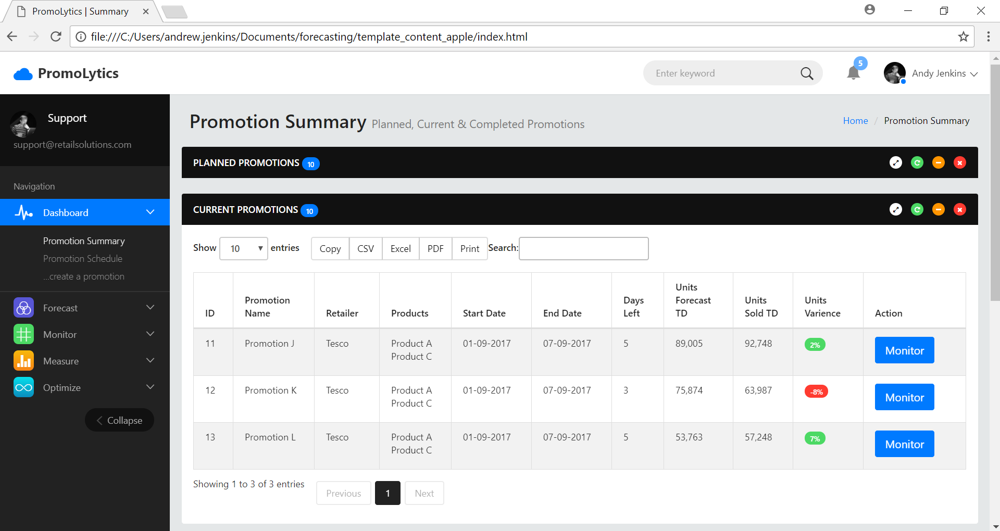 PromoLytics | Summary
file:///C:/Users/andrew.jenkins/Documents/forecasting/template_content_apple/index.html
PromoLytics
Enter keyword
5
Andy Jenkins
Support
support@retailsolutions.com
Navigation
Dashboard
Promotion Summary
Promotion Schedule
...create a promotion
Forecast
Monitor
Measure
Optimize
Collapse
Promotion Summary Planned, Current & Completed Promotions
Home / Promotion Summary
PLANNED PROMOTIONS 10
CURRENT PROMOTIONS 10
Show 10 entries Copy CSV Excel PDF Print Search:
ID
Promotion
Name
Retailer
Products
Start Date
End Date
Days
Left
Units
Forecast
TD
Units
Sold TD
Units
Varience
Action
11 Promotion J Tesco Product A 01-09-2017 07-09-2017 5 89,005 92,748 2% Monitor
Product C
12 Promotion K Tesco Product A 01-09-2017 07-09-2017 3 75,874 63,987 -8% Monitor
Product C
13 Promotion L Tesco Product A 01-09-2017 07-09-2017 5 53,763 57,248 7% Monitor
Product C
Showing 1 to 3 of 3 entries Previous 1 Next